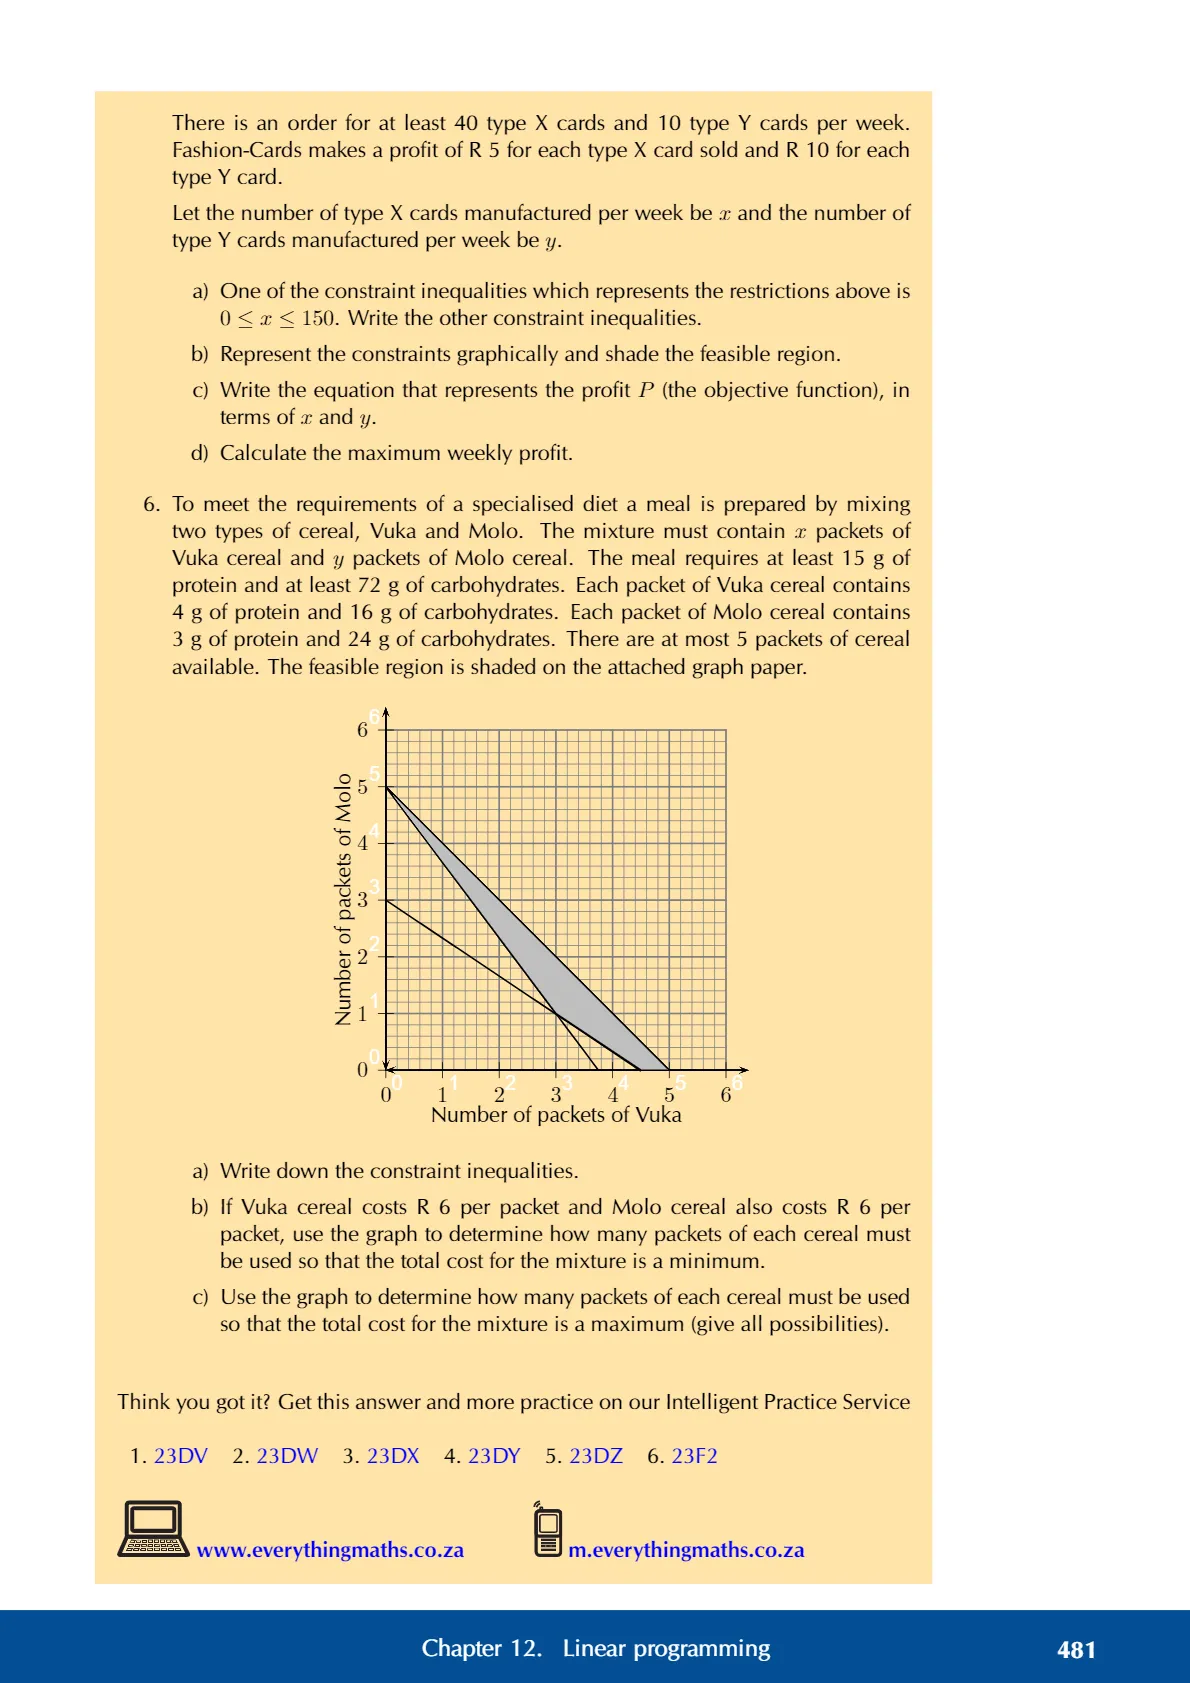 There is an order for at least 40 type X cards and 10 type Y cards per week.
Fashion-Cards makes a profit of R 5 for each type X card sold and R 10 for each
type Y card.
Let the number of type X cards manufactured per week be x and the number of
type Y cards manufactured per week be y.
a) One of the constraint inequalities which represents the restrictions above is
0 ≤ x ≤ 150. Write the other constraint inequalities.
b) Represent the constraints graphically and shade the feasible region.
c) Write the equation that represents the profit P (the objective function), in
terms of x and y.
d) Calculate the maximum weekly profit.
6. To meet the requirements of a specialised diet a meal is prepared by mixing
two types of cereal, Vuka and Molo. The mixture must contain x packets of
Vuka cereal and y packets of Molo cereal. The meal requires at least 15 g of
protein and at least 72 g of carbohydrates. Each packet of Vuka cereal contains
4 g of protein and 16 g of carbohydrates. Each packet of Molo cereal contains
3 g of protein and 24 g of carbohydrates. There are at most 5 packets of cereal
available. The feasible region is shaded on the attached graph paper.
Number of packets of Molo
6 6
5 5
4 4
3 3
2 2
1 1
0 0
0 1 2 3 4 5 6
0 1 2 3 4 5 6
Number of packets of Vuka
a) Write down the constraint inequalities.
b) If Vuka cereal costs R 6 per packet and Molo cereal also costs R 6 per
packet, use the graph to determine how many packets of each cereal must
be used so that the total cost for the mixture is a minimum.
c) Use the graph to determine how many packets of each cereal must be used
so that the total cost for the mixture is a maximum (give all possibilities).
Think you got it? Get this answer and more practice on our Intelligent Practice Service
1. 23DV 2. 23DW 3. 23DX 4. 23DY 5. 23DZ 6. 23F2
www.everythingmaths.co.za m.everythingmaths.co.za
Chapter 12. Linear programming 481